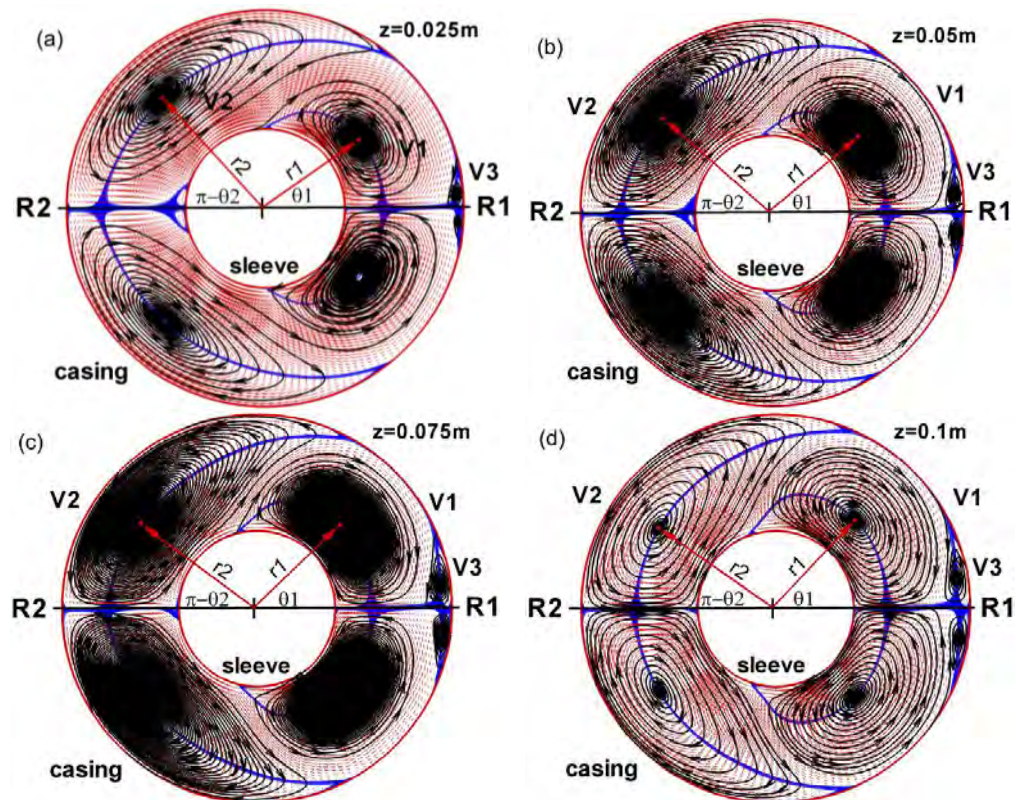 (a)
z=0.025m
V2
V1
r2
r1
V3
R2
π−θ2
θ1
R1
sleeve
casing
(b)
z=0.05m
V2
V1
r2
r1
V3
R2
π−θ2
θ1
R1
sleeve
casing
(c)
z=0.075m
V2
V1
r2
r1
V3
R2
π−θ2
θ1
R1
sleeve
casing
(d)
z=0.1m
V2
V1
r2
r1
V3
R2
π−θ2
θ1
R1
sleeve
casing